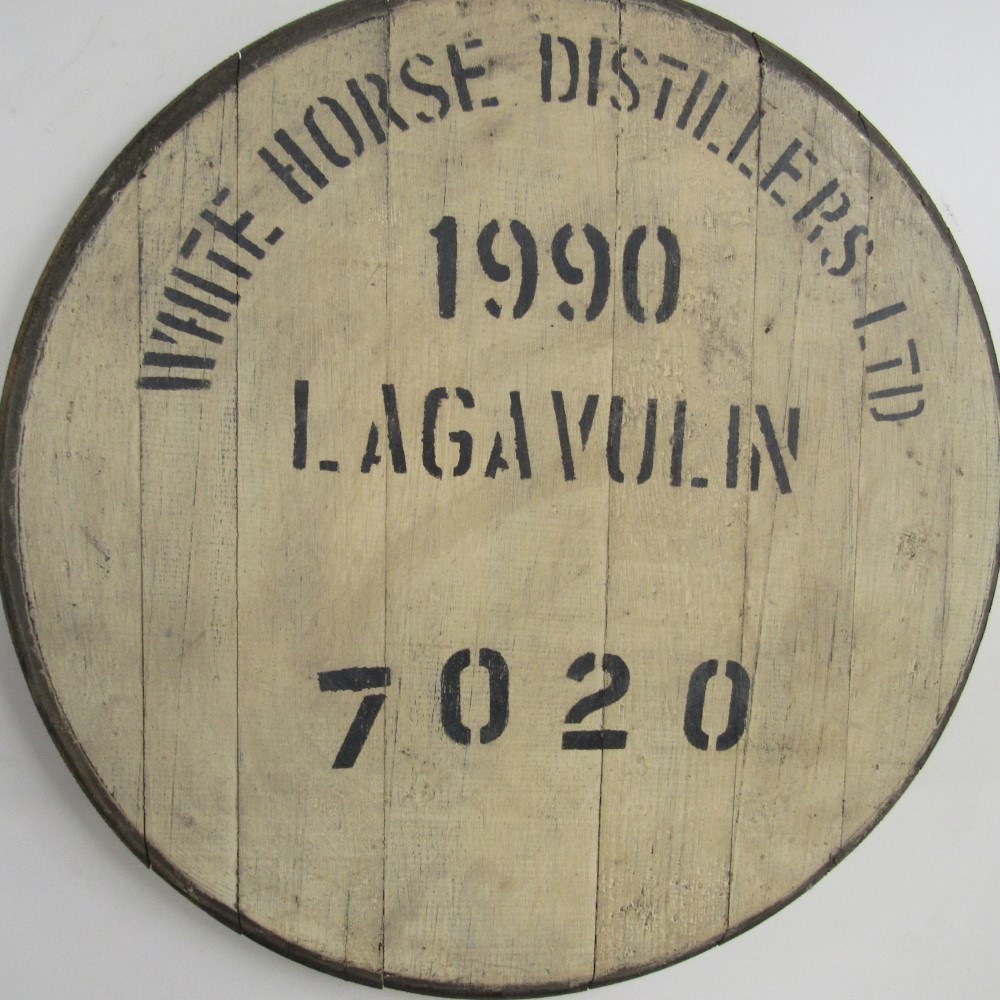 WHITE HORSE DISTILLERS LTD
1990
LAGAVULIN
7020